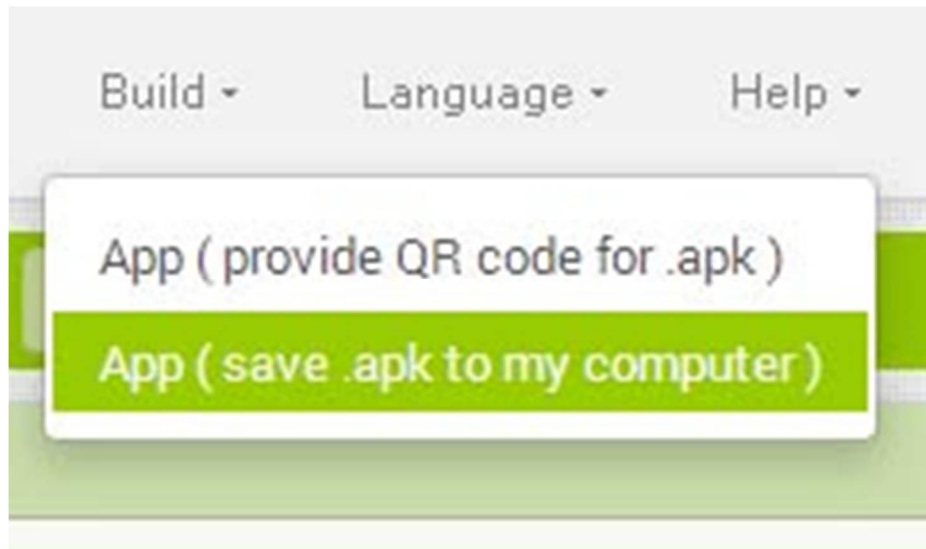 Build Language Help
App ( provide QR code for .apk )
App ( save .apk to my computer )